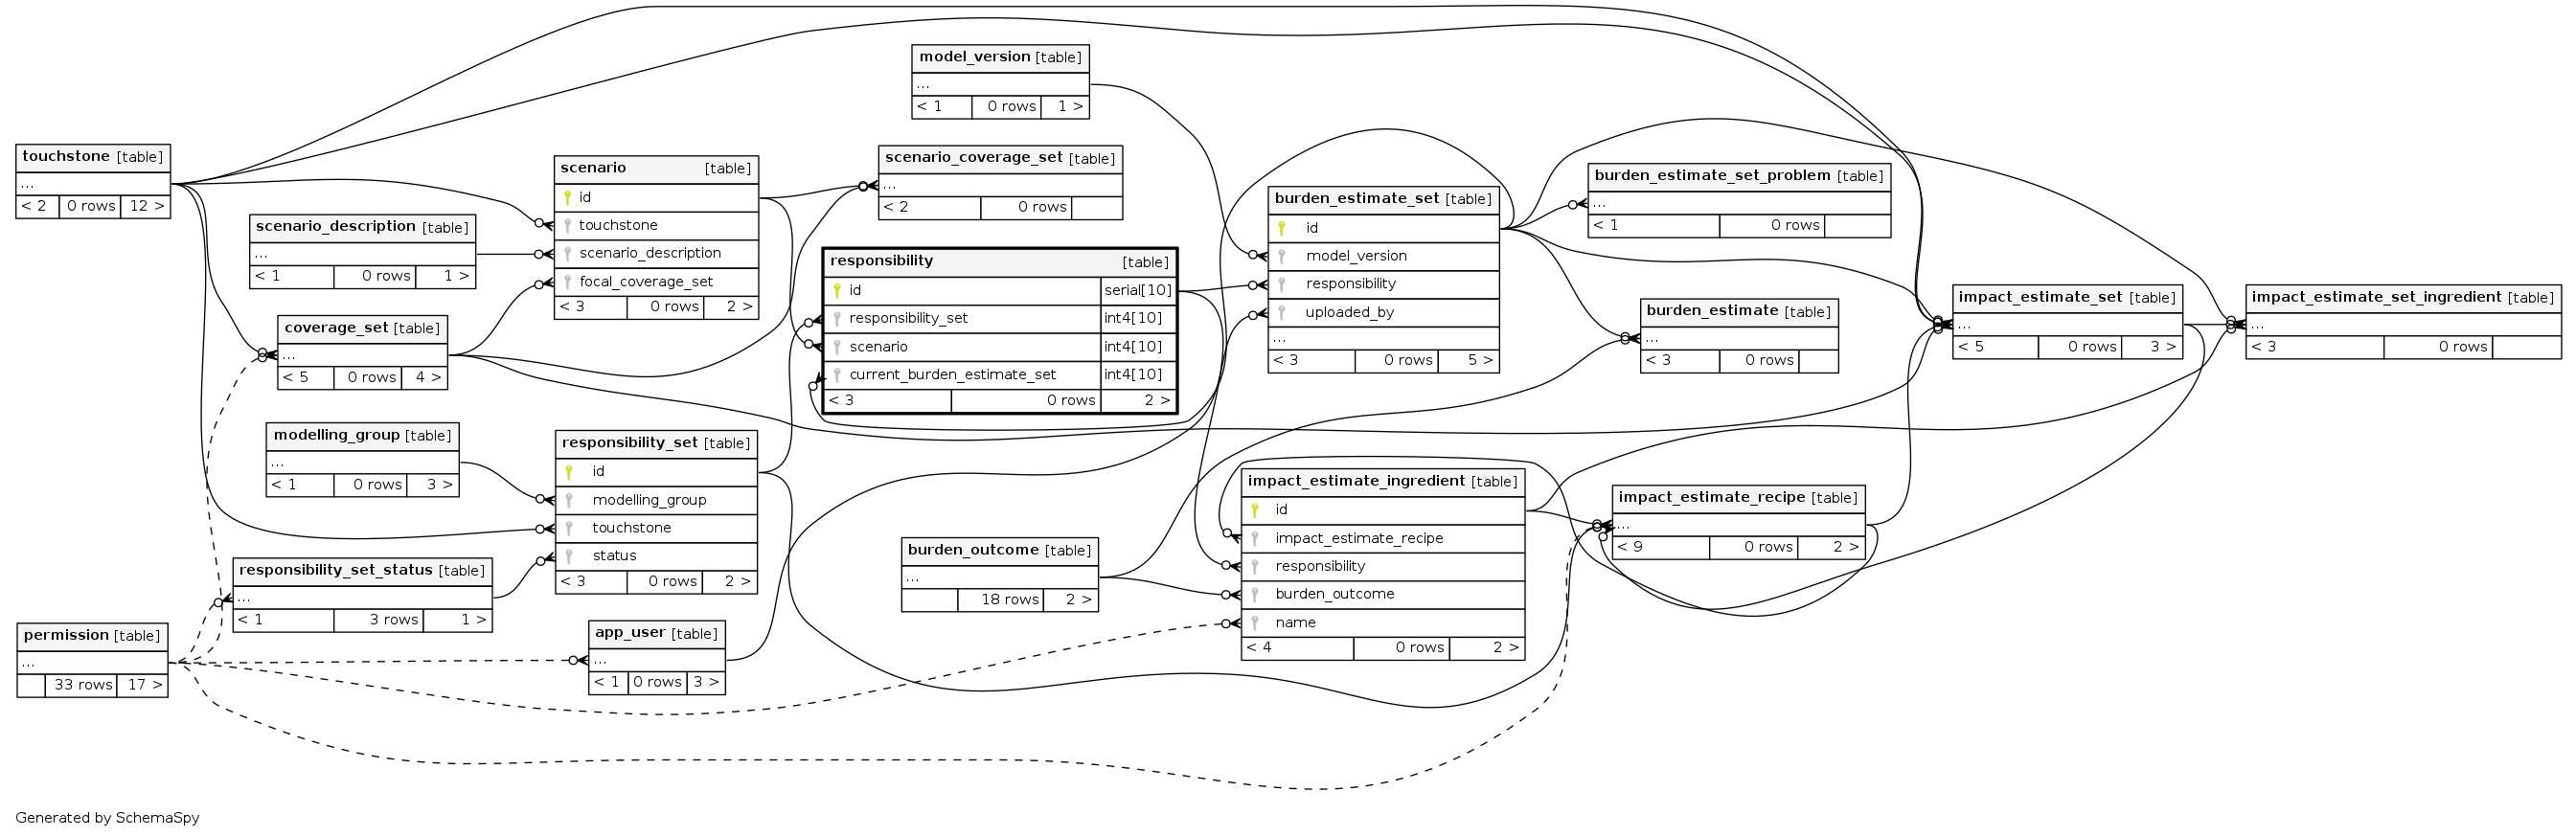 model_version [table]
...
< 1 0 rows 1 >
touchstone [table]
...
< 2 0 rows 12 >
scenario [table]
id
touchstone
scenario_description
focal_coverage_set
< 3 0 rows 2 >
scenario_coverage_set [table]
...
< 2 0 rows
scenario_description [table]
...
< 1 0 rows 1 >
responsibility [table]
id serial[10]
responsibility_set int4[10]
scenario int4[10]
current_burden_estimate_set int4[10]
< 3 0 rows 2 >
burden_estimate_set [table]
id
model_version
responsibility
uploaded_by
...
< 3 0 rows 5 >
burden_estimate_set_problem [table]
...
< 1 0 rows
burden_estimate [table]
...
< 3 0 rows
impact_estimate_set [table]
...
< 5 0 rows 3 >
impact_estimate_set_ingredient [table]
...
< 3 0 rows
coverage_set [table]
...
< 5 0 rows 4 >
modelling_group [table]
...
< 1 0 rows 3 >
responsibility_set [table]
id
modelling_group
touchstone
status
< 3 0 rows 2 >
responsibility_set_status [table]
...
< 1 3 rows 1 >
burden_outcome [table]
...
18 rows 2 >
impact_estimate_ingredient [table]
id
impact_estimate_recipe
responsibility
burden_outcome
name
< 4 0 rows 2 >
impact_estimate_recipe [table]
...
< 9 0 rows 2 >
permission [table]
...
33 rows 17 >
app_user [table]
...
< 1 0 rows 3 >
Generated by SchemaSpy